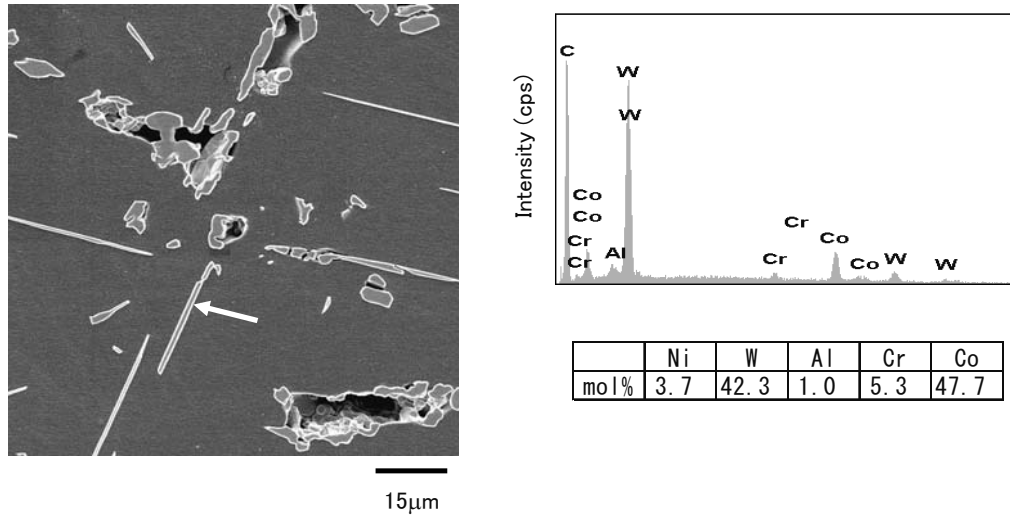 15μm
Intensity (cps)
C
W
W
Co
Co
Cr
Cr
Al
Cr
Cr
Co
Co
W
W
Ni W Al Cr Co
mol% 3.7 42.3 1.0 5.3 47.7